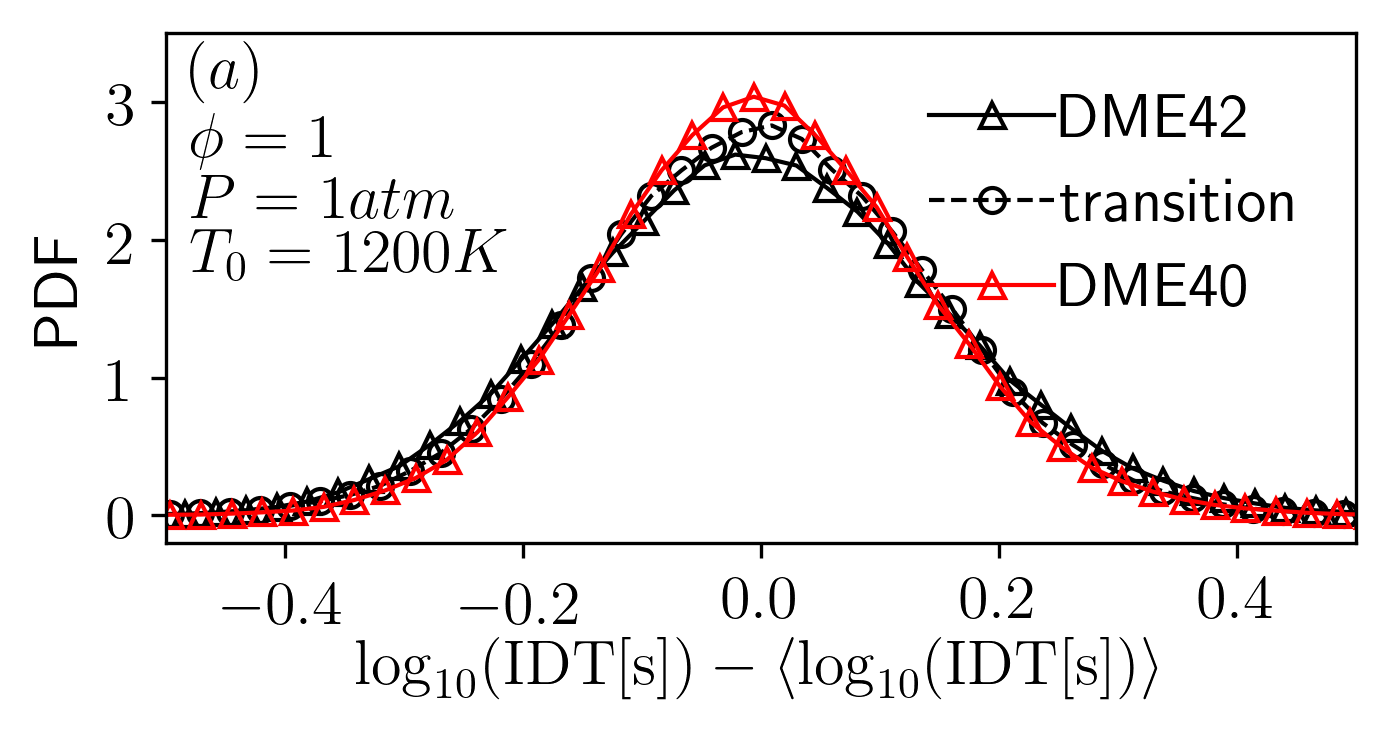 (a)
ϕ = 1
P = 1atm
T₀ = 1200K
DME42
transition
DME40
PDF
3
2
1
0
−0.4 −0.2 0.0 0.2 0.4
log₁₀(IDT[s]) − ⟨log₁₀(IDT[s])⟩